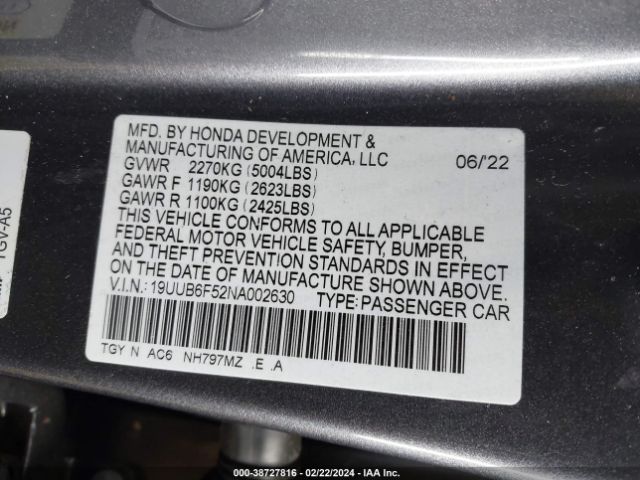 MFD. BY HONDA DEVELOPMENT &
MANUFACTURING OF AMERICA, LLC 06/'22
GVWR 2270KG (5004LBS)
GAWR F 1190KG (2623LBS)
GAWR R 1100KG (2425LBS)
THIS VEHICLE CONFORMS TO ALL APPLICABLE
FEDERAL MOTOR VEHICLE SAFETY, BUMPER,
AND THEFT PREVENTION STANDARDS IN EFFECT
ON THE DATE OF MANUFACTURE SHOWN ABOVE.
V.I.N.: 19UUB6F52NA002630 TYPE: PASSENGER CAR
TGY N AC6 NH797MZ .E .A
TGV-A5
000-38727816 - 02/22/2024 - IAA Inc.